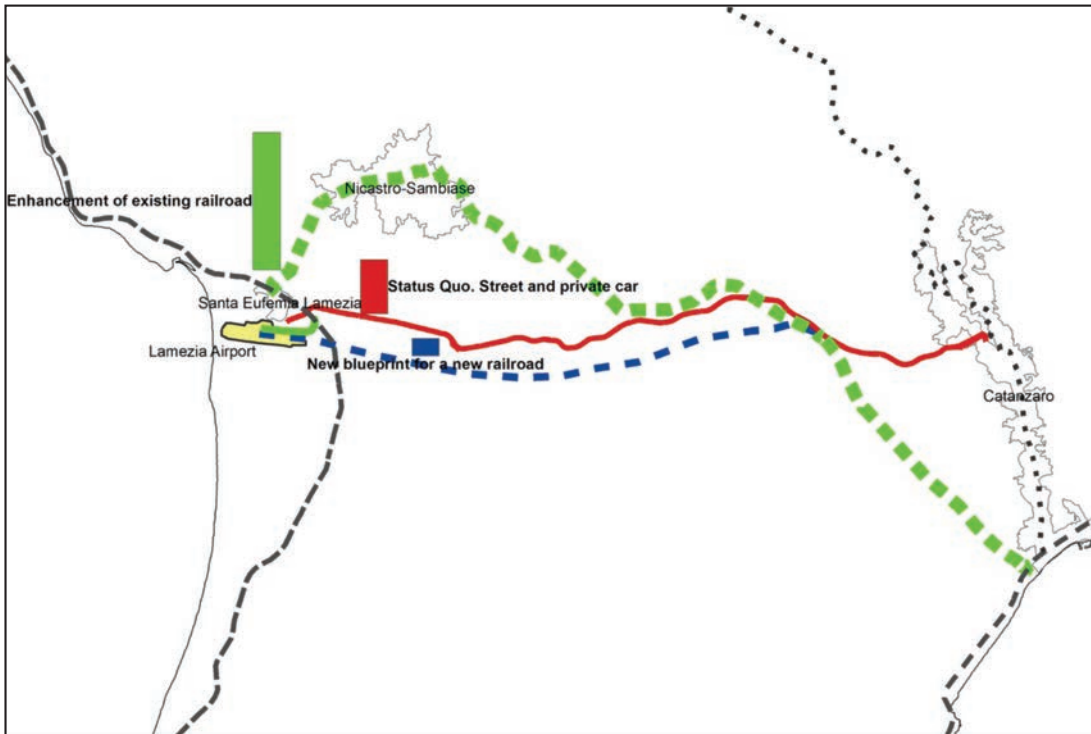 Nicastro-Sambiase
Enhancement of existing railroad
Status Quo. Street and private car
Santa Eufemia Lamezia
Lamezia Airport
New blueprint for a new railroad
Catanzaro